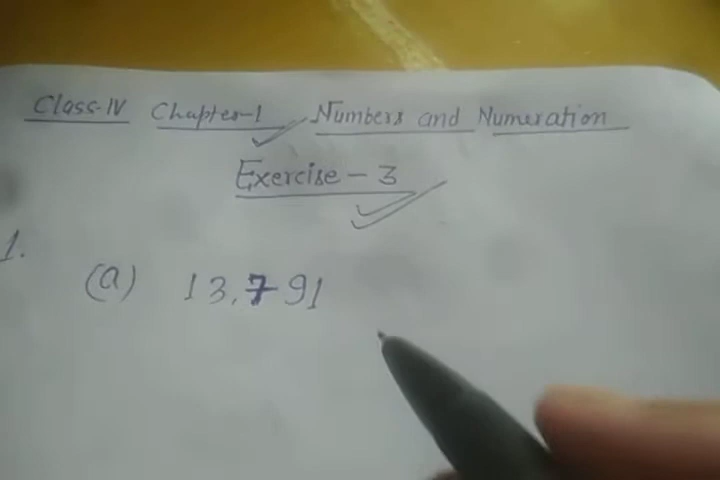 Class-IV Chapter-1 Numbers and Numeration
Exercise-3
1.
(a) 13,791